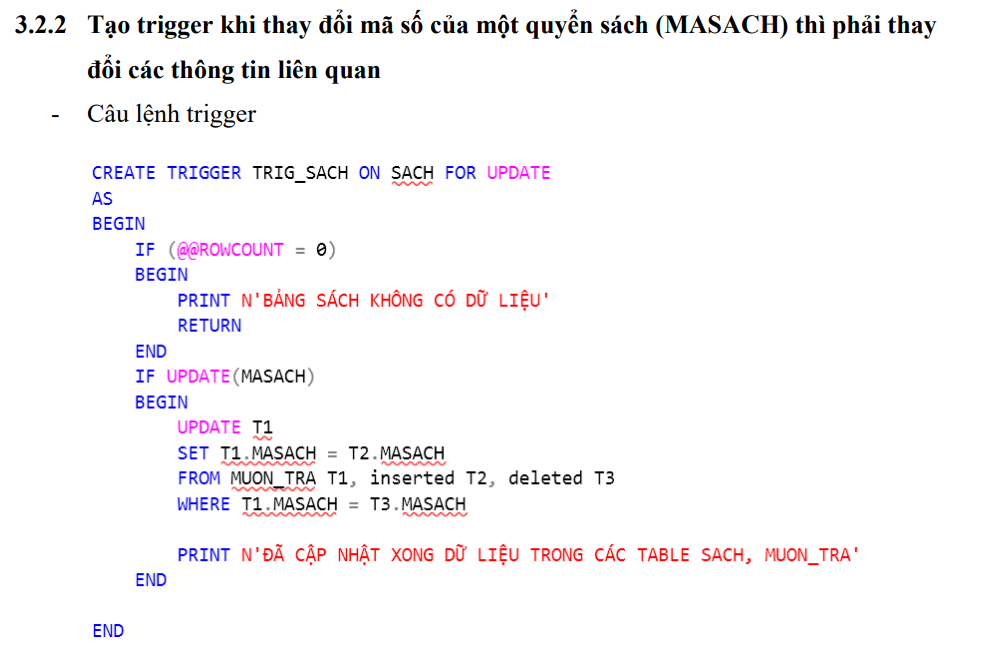 3.2.2 Tạo trigger khi thay đổi mã số của một quyển sách (MASACH) thì phải thay
đổi các thông tin liên quan
- Câu lệnh trigger
CREATE TRIGGER TRIG_SACH ON SACH FOR UPDATE
AS
BEGIN
IF (@@ROWCOUNT = 0)
BEGIN
PRINT N'BẢNG SÁCH KHÔNG CÓ DỮ LIỆU'
RETURN
END
IF UPDATE(MASACH)
BEGIN
UPDATE T1
SET T1.MASACH = T2.MASACH
FROM MUON_TRA T1, inserted T2, deleted T3
WHERE T1.MASACH = T3.MASACH
PRINT N'ĐÃ CẬP NHẬT XONG DỮ LIỆU TRONG CÁC TABLE SACH, MUON_TRA'
END
END